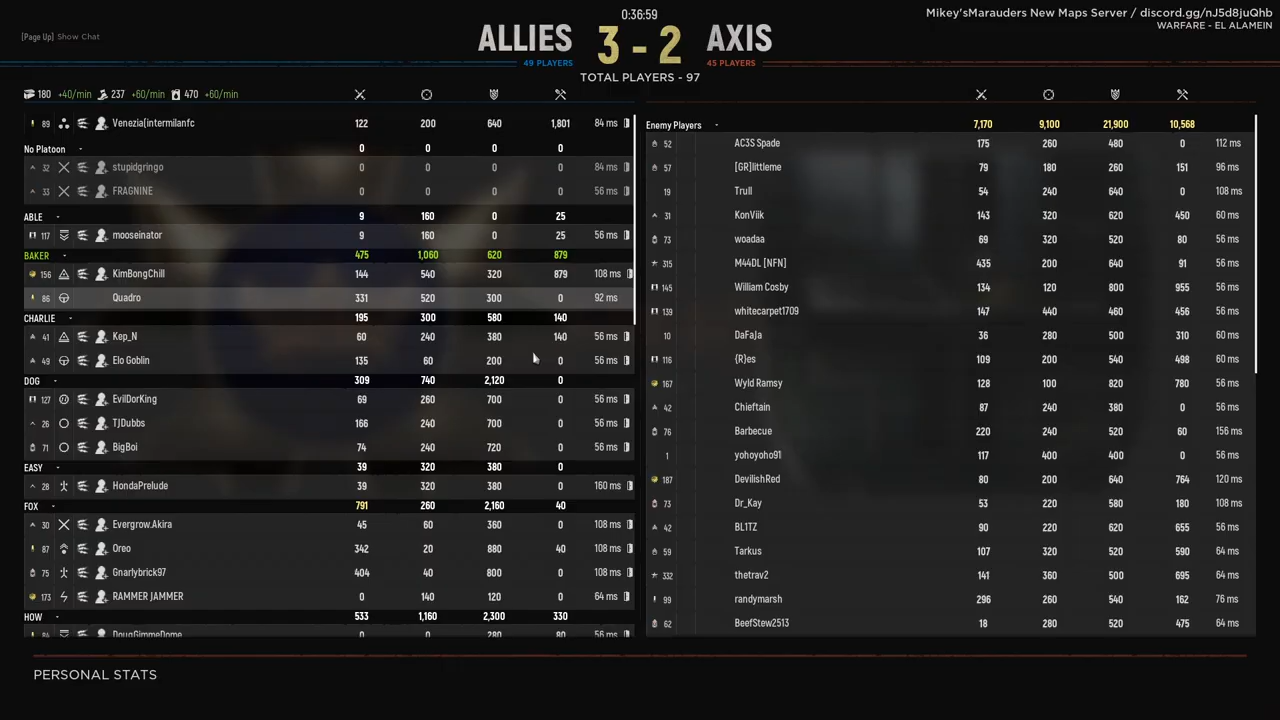 0:36:59
Mikey'sMarauders New Maps Server / discord.gg/nJ5d8juQhb
WARFARE - EL ALAMEIN
[Page Up] Show Chat
ALLIES 3 - 2 AXIS
49 PLAYERS
45 PLAYERS
TOTAL PLAYERS - 97
180 +40/min 237 +60/min 470 +60/min
89 Venezia[intermilanfc 122 200 640 1,801 84 ms
No Platoon - 0 0 0 0
32 stupidgringo 0 0 0 0 84 ms
33 FRAGNINE 0 0 0 0 56 ms
ABLE - 9 160 0 25
117 mooseinator 9 160 0 25 56 ms
BAKER - 475 1,060 620 879
156 KimBongChill 144 540 320 879 108 ms
86 Quadro 331 520 300 0 92 ms
CHARLIE - 195 300 580 140
41 Kep_N 60 240 380 140 56 ms
49 Elo Goblin 135 60 200 0 56 ms
DOG - 309 740 2,120 0
127 EvilDorKing 69 260 700 0 56 ms
26 TJDubbs 166 240 700 0 56 ms
71 BigBoi 74 240 720 0 56 ms
EASY - 39 320 380 0
28 HondaPrelude 39 320 380 0 160 ms
FOX - 791 260 2,160 40
30 Evergrow.Akira 45 60 360 0 108 ms
87 Oreo 342 20 880 40 108 ms
75 Gnarlybrick97 404 40 800 0 108 ms
173 RAMMER JAMMER 0 140 120 0 64 ms
HOW - 533 1,160 2,300 330
84 DougGimmeDome 0 0 280 80 56 ms
Enemy Players - 7,170 9,100 21,900 10,568
52 AC3S Spade 175 260 480 0 112 ms
57 [GR]littleme 79 180 260 151 96 ms
19 Trull 54 240 640 0 108 ms
31 KonViik 143 320 620 450 60 ms
73 woadaa 69 320 520 80 60 ms
315 M44DL [NFN] 435 200 640 91 56 ms
145 William Cosby 134 120 800 955 56 ms
139 whitecarpet1709 147 440 460 456 56 ms
10 DaFaJa 36 280 500 310 60 ms
116 {R}es 109 200 540 498 60 ms
167 Wyld Ramsy 128 100 820 780 56 ms
42 Chieftain 87 240 380 0 56 ms
76 Barbecue 220 240 520 60 156 ms
1 yohoyoho91 117 400 400 0 56 ms
187 DevilishRed 80 200 640 764 120 ms
73 Dr_Kay 53 220 580 180 108 ms
42 BL1TZ 90 220 620 655 56 ms
59 Tarkus 107 320 520 590 64 ms
332 thetrav2 141 360 500 695 64 ms
99 randymarsh 296 260 540 162 76 ms
62 BeefStew2513 18 280 520 475 64 ms
PERSONAL STATS